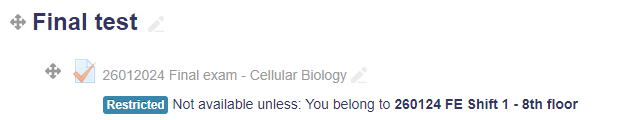 Final test
26012024 Final exam - Cellular Biology
Restricted Not available unless: You belong to 260124 FE Shift 1 - 8th floor